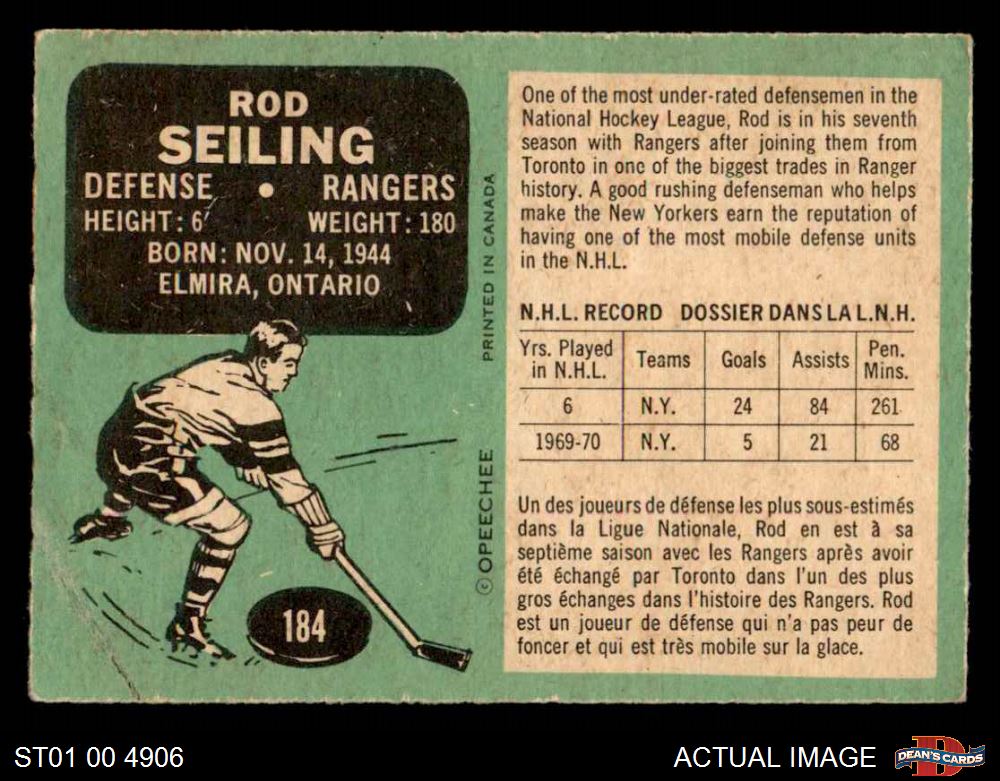 ROD
SEILING
DEFENSE • RANGERS
HEIGHT: 6' WEIGHT: 180
BORN: NOV. 14, 1944
ELMIRA, ONTARIO
PRINTED IN CANADA
© OPEECHEE
184
One of the most under-rated defensemen in the
National Hockey League, Rod is in his seventh
season with Rangers after joining them from
Toronto in one of the biggest trades in Ranger
history. A good rushing defenseman who helps
make the New Yorkers earn the reputation of
having one of the most mobile defense units
in the N.H.L.
N.H.L. RECORD DOSSIER DANS LA L.N.H.
Yrs. Played in N.H.L. Teams Goals Assists Pen. Mins.
6 N.Y. 24 84 261
1969-70 N.Y. 5 21 68
Un des joueurs de défense les plus sous-estimés
dans la Ligue Nationale, Rod en est à sa
septième saison avec les Rangers après avoir
été échangé par Toronto dans l'un des plus
gros échanges dans l'histoire des Rangers. Rod
est un joueur de défense qui n'a pas peur de
foncer et qui est très mobile sur la glace.
ST01 00 4906
ACTUAL IMAGE
D
DEAN'S CARDS